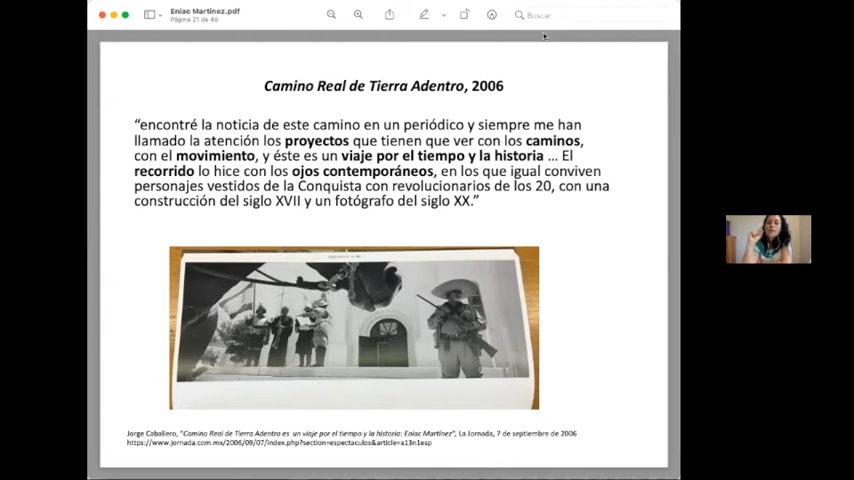 Eniac Martinez.pdf
Página 21 de 46
Buscar
Camino Real de Tierra Adentro, 2006
“encontré la noticia de este camino en un periódico y siempre me han
llamado la atención los proyectos que tienen que ver con los caminos,
con el movimiento, y éste es un viaje por el tiempo y la historia ... El
recorrido lo hice con los ojos contemporáneos, en los que igual conviven
personajes vestidos de la Conquista con revolucionarios de los 20, con una
construcción del siglo XVII y un fotógrafo del siglo XX.”
Jorge Caballero, “Camino Real de Tierra Adentro es un viaje por el tiempo y la historia: Eniac Martínez”, La Jornada, 7 de septiembre de 2006
https://www.jornada.com.mx/2006/09/07/index.php?section=espectaculos&article=a13n1esp